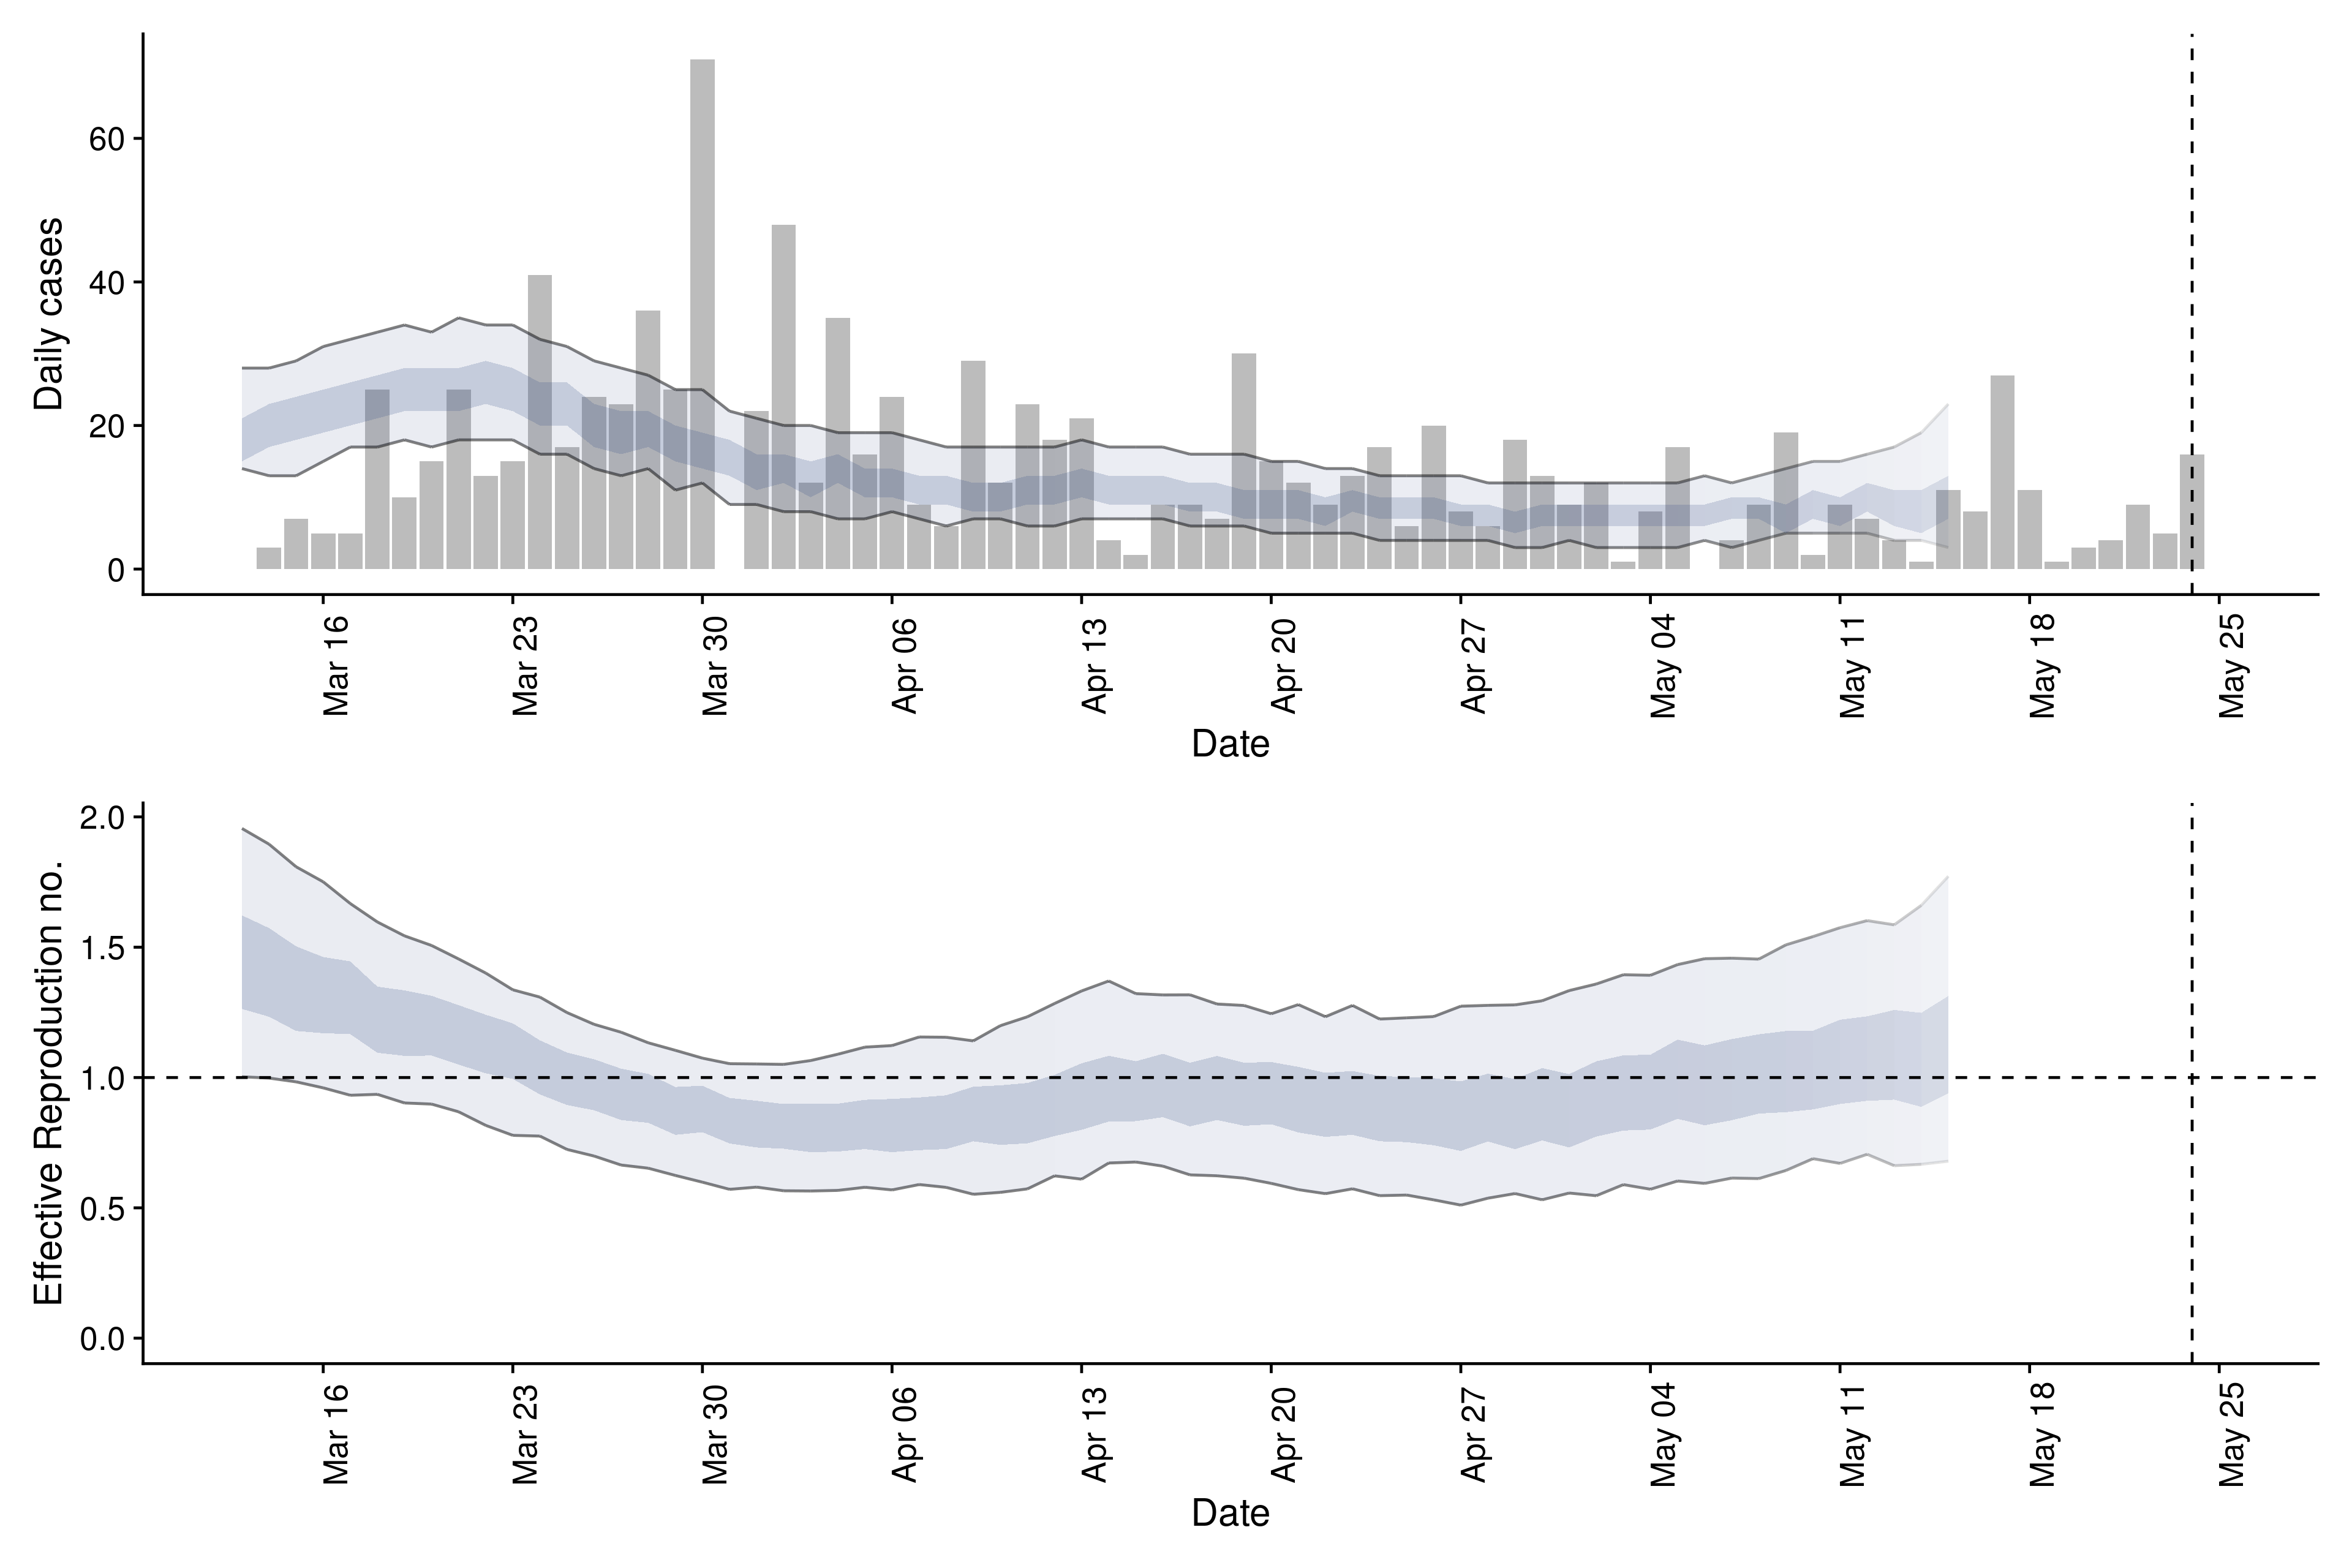 Daily cases
60
40
20
0
Mar 16
Mar 23
Mar 30
Apr 06
Apr 13
Apr 20
Apr 27
May 04
May 11
May 18
May 25
Date
Effective Reproduction no.
2.0
1.5
1.0
0.5
0.0
Mar 16
Mar 23
Mar 30
Apr 06
Apr 13
Apr 20
Apr 27
May 04
May 11
May 18
May 25
Date